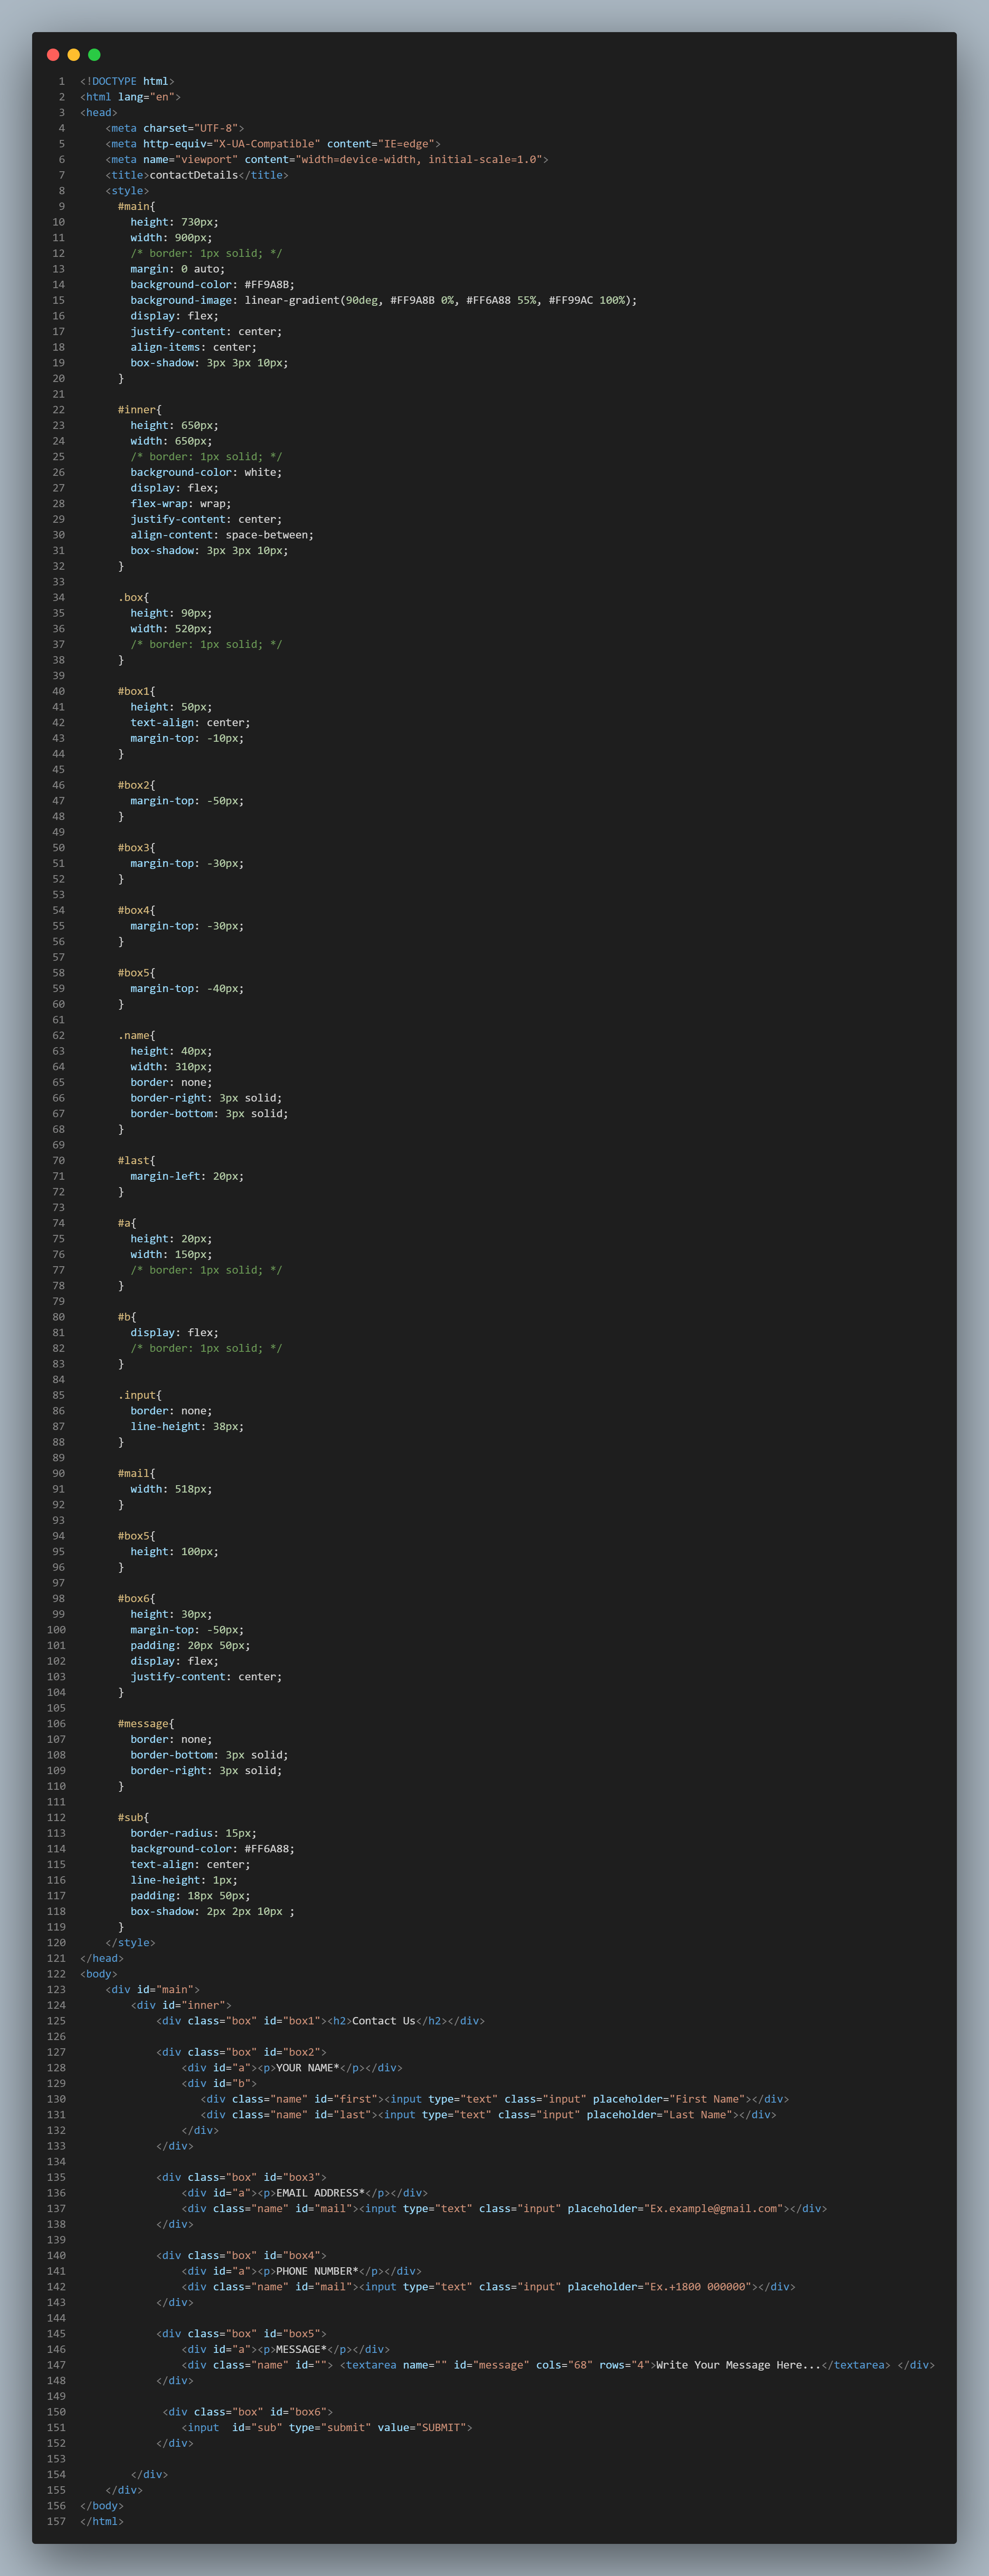 1 <!DOCTYPE html>
2 <html lang="en">
3 <head>
4     <meta charset="UTF-8">
5     <meta http-equiv="X-UA-Compatible" content="IE=edge">
6     <meta name="viewport" content="width=device-width, initial-scale=1.0">
7     <title>contactDetails</title>
8     <style>
9       #main{
10         height: 730px;
11         width: 900px;
12         /* border: 1px solid; */
13         margin: 0 auto;
14         background-color: #FF9A8B;
15         background-image: linear-gradient(90deg, #FF9A8B 0%, #FF6A88 55%, #FF99AC 100%);
16         display: flex;
17         justify-content: center;
18         align-items: center;
19         box-shadow: 3px 3px 10px;
20       }
21
22       #inner{
23         height: 650px;
24         width: 650px;
25         /* border: 1px solid; */
26         background-color: white;
27         display: flex;
28         flex-wrap: wrap;
29         justify-content: center;
30         align-content: space-between;
31         box-shadow: 3px 3px 10px;
32       }
33
34       .box{
35         height: 90px;
36         width: 520px;
37         /* border: 1px solid; */
38       }
39
40       #box1{
41         height: 50px;
42         text-align: center;
43         margin-top: -10px;
44       }
45
46       #box2{
47         margin-top: -50px;
48       }
49
50       #box3{
51         margin-top: -30px;
52       }
53
54       #box4{
55         margin-top: -30px;
56       }
57
58       #box5{
59         margin-top: -40px;
60       }
61
62       .name{
63         height: 40px;
64         width: 310px;
65         border: none;
66         border-right: 3px solid;
67         border-bottom: 3px solid;
68       }
69
70       #last{
71         margin-left: 20px;
72       }
73
74       #a{
75         height: 20px;
76         width: 150px;
77         /* border: 1px solid; */
78       }
79
80       #b{
81         display: flex;
82         /* border: 1px solid; */
83       }
84
85       .input{
86         border: none;
87         line-height: 38px;
88       }
89
90       #mail{
91         width: 518px;
92       }
93
94       #box5{
95         height: 100px;
96       }
97
98       #box6{
99         height: 30px;
100         margin-top: -50px;
101         padding: 20px 50px;
102         display: flex;
103         justify-content: center;
104       }
105
106       #message{
107         border: none;
108         border-bottom: 3px solid;
109         border-right: 3px solid;
110       }
111
112       #sub{
113         border-radius: 15px;
114         background-color: #FF6A88;
115         text-align: center;
116         line-height: 1px;
117         padding: 18px 50px;
118         box-shadow: 2px 2px 10px ;
119       }
120     </style>
121 </head>
122 <body>
123     <div id="main">
124         <div id="inner">
125             <div class="box" id="box1"><h2>Contact Us</h2></div>
126
127             <div class="box" id="box2">
128                 <div id="a"><p>YOUR NAME*</p></div>
129                 <div id="b">
130                    <div class="name" id="first"><input type="text" class="input" placeholder="First Name"></div>
131                    <div class="name" id="last"><input type="text" class="input" placeholder="Last Name"></div>
132                 </div>
133             </div>
134
135             <div class="box" id="box3">
136                 <div id="a"><p>EMAIL ADDRESS*</p></div>
137                 <div class="name" id="mail"><input type="text" class="input" placeholder="Ex.example@gmail.com"></div>
138             </div>
139
140             <div class="box" id="box4">
141                 <div id="a"><p>PHONE NUMBER*</p></div>
142                 <div class="name" id="mail"><input type="text" class="input" placeholder="Ex.+1800 000000"></div>
143             </div>
144
145             <div class="box" id="box5">
146                 <div id="a"><p>MESSAGE*</p></div>
147                 <div class="name" id=""> <textarea name="" id="message" cols="68" rows="4">Write Your Message Here...</textarea> </div>
148             </div>
149
150              <div class="box" id="box6">
151                 <input  id="sub" type="submit" value="SUBMIT">
152             </div>
153
154         </div>
155     </div>
156 </body>
157 </html>